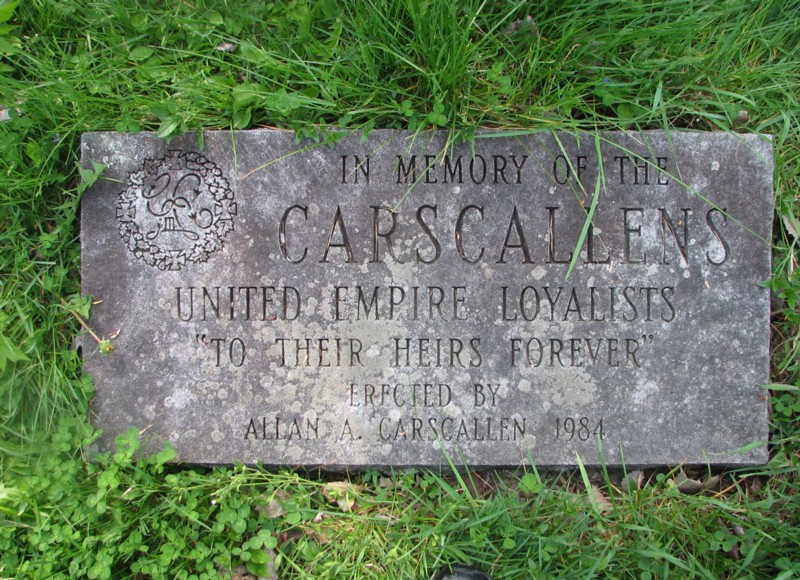 IN MEMORY OF THE
CARSCALLENS
UNITED EMPIRE LOYALISTS
"TO THEIR HEIRS FOREVER"
ERECTED BY
ALLAN A. CARSCALLEN 1984